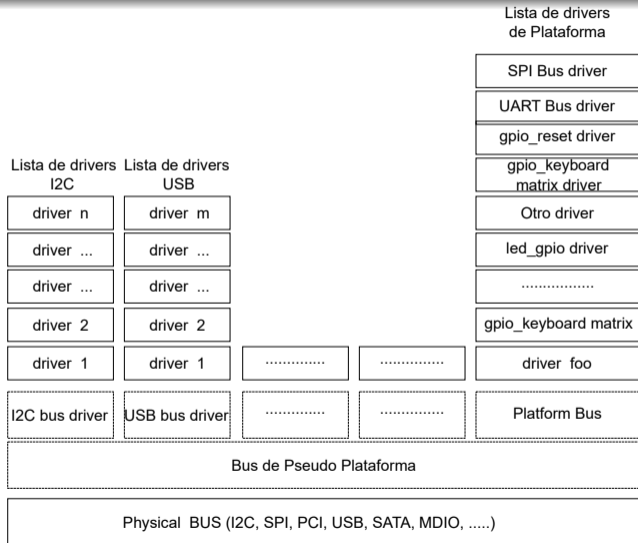 Lista de drivers
de Plataforma
SPI Bus driver
UART Bus driver
gpio_reset driver
gpio_keyboard
matrix driver
Lista de drivers
I2C
Lista de drivers
USB
driver n
driver m
Otro driver
driver ...
driver ...
led_gpio driver
driver ...
driver ...
.................
driver 2
driver 2
gpio_keyboard matrix
driver 1
driver 1
..............
...............
driver foo
I2C bus driver
USB bus driver
..............
...............
Platform Bus
Bus de Pseudo Plataforma
Physical BUS (I2C, SPI, PCI, USB, SATA, MDIO, .....)